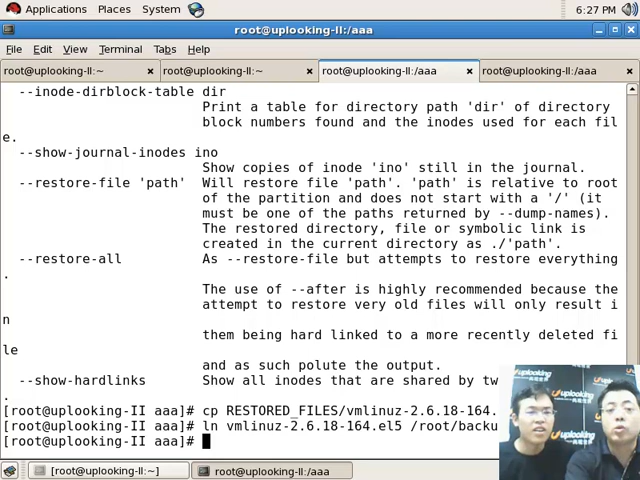 Applications Places System 6:27 PM
root@uplooking-II:/aaa
File Edit View Terminal Tabs Help
root@uplooking-II:~ root@uplooking-II:~ root@uplooking-II:/aaa root@uplooking-II:/aaa
--inode-dirblock-table dir
Print a table for directory path 'dir' of directory
block numbers found and the inodes used for each fil
e.
--show-journal-inodes ino
Show copies of inode 'ino' still in the journal.
--restore-file 'path' Will restore file 'path'. 'path' is relative to root
of the partition and does not start with a '/' (it
must be one of the paths returned by --dump-names).
The restored directory, file or symbolic link is
created in the current directory as ./'path'.
--restore-all As --restore-file but attempts to restore everything
.
The use of --after is highly recommended because the
attempt to restore very old files will only result i
n
them being hard linked to a more recently deleted fi
le
and as such polute the output.
--show-hardlinks Show all inodes that are shared by tw
.
[root@uplooking-II aaa]# cp RESTORED_FILES/vmlinuz-2.6.18-164.
[root@uplooking-II aaa]# ln vmlinuz-2.6.18-164.el5 /root/backu
[root@uplooking-II aaa]#
[root@uplooking-II:~] root@uplooking-II:/aaa